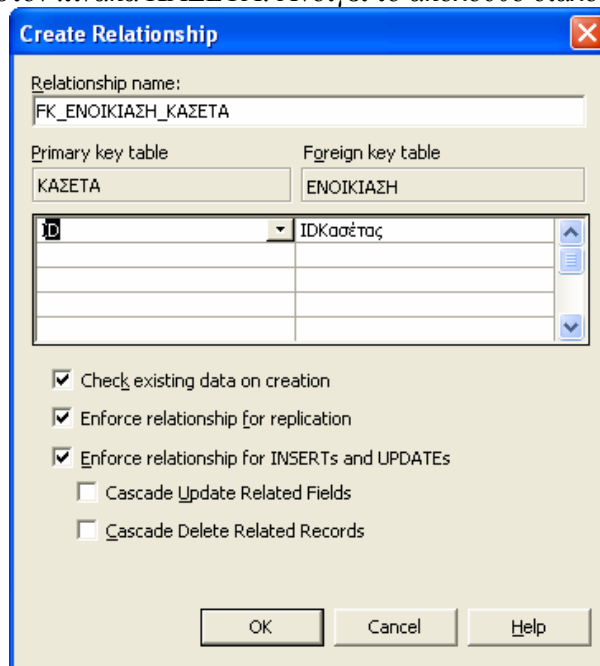 Create Relationship
Relationship name:
FK_ΕΝΟΙΚΙΑΣΗ_ΚΑΣΕΤΑ
Primary key table Foreign key table
ΚΑΣΕΤΑ ΕΝΟΙΚΙΑΣΗ
ID IDΚασέτας
Check existing data on creation
Enforce relationship for replication
Enforce relationship for INSERTs and UPDATEs
Cascade Update Related Fields
Cascade Delete Related Records
OK Cancel Help